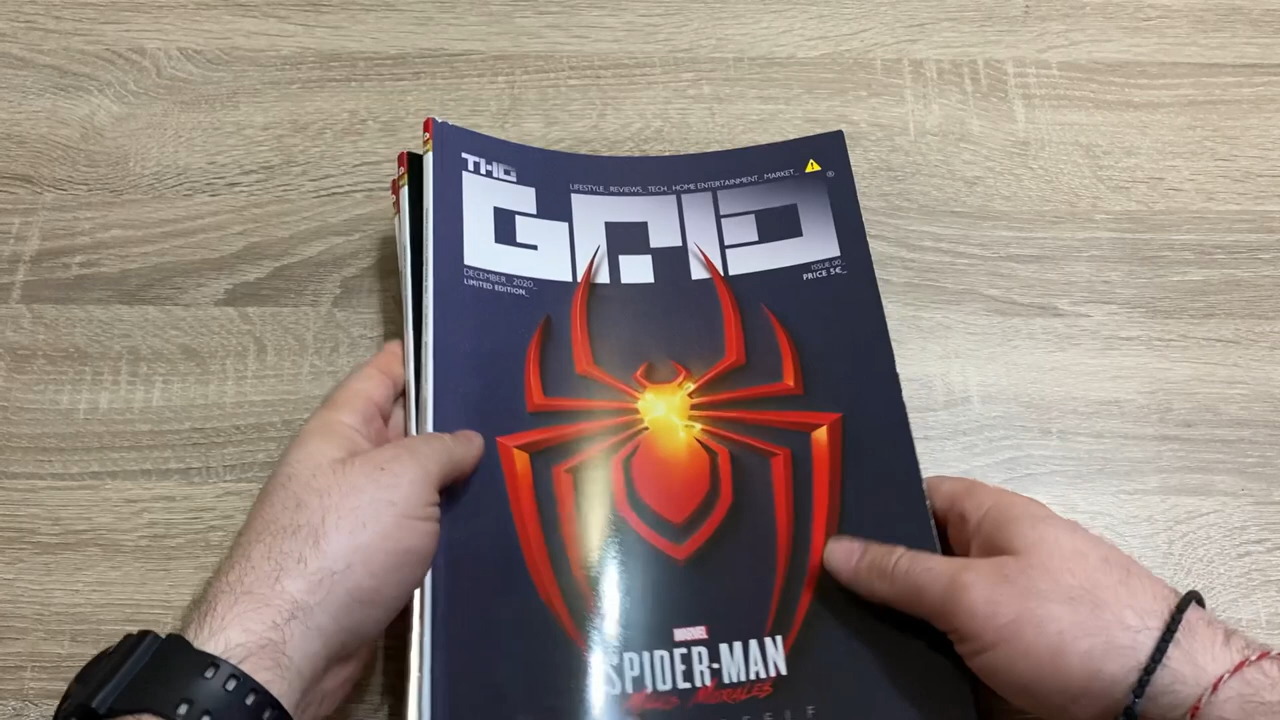 THE
LIFESTYLE_ REVIEWS_ TECH_ HOME ENTERTAINMENT_ MARKET_
GRID
®
DECEMBER_ 2020_
LIMITED EDITION_
ISSUE 00_
PRICE 5€_
MARVEL
SPIDER-MAN
MILES MORALES